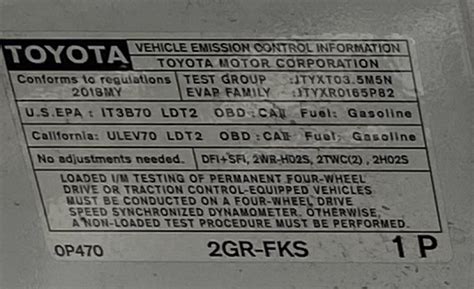 TOYOTA
VEHICLE EMISSION CONTROL INFORMATION
TOYOTA MOTOR CORPORATION
Conforms to regulations
2018MY
TEST GROUP :JTYXT03.5M5N
EVAP FAMILY :JTYXR0165P82
U.S.EPA : IT3B70 LDT2 OBD :CAII Fuel: Gasoline
California: ULEV70 LDT2 OBD:CAII Fuel: Gasoline
No adjustments needed. DFI+SFI, 2WR-HO2S, 2TWC(2), 2HO2S
LOADED I/M TESTING OF PERMANENT FOUR-WHEEL
DRIVE OR TRACTION CONTROL-EQUIPPED VEHICLES
MUST BE CONDUCTED ON A FOUR-WHEEL DRIVE
SPEED SYNCHRONIZED DYNAMOMETER. OTHERWISE,
A NON-LOADED TEST PROCEDURE MUST BE PERFORMED.
0P470 2GR-FKS 1 P